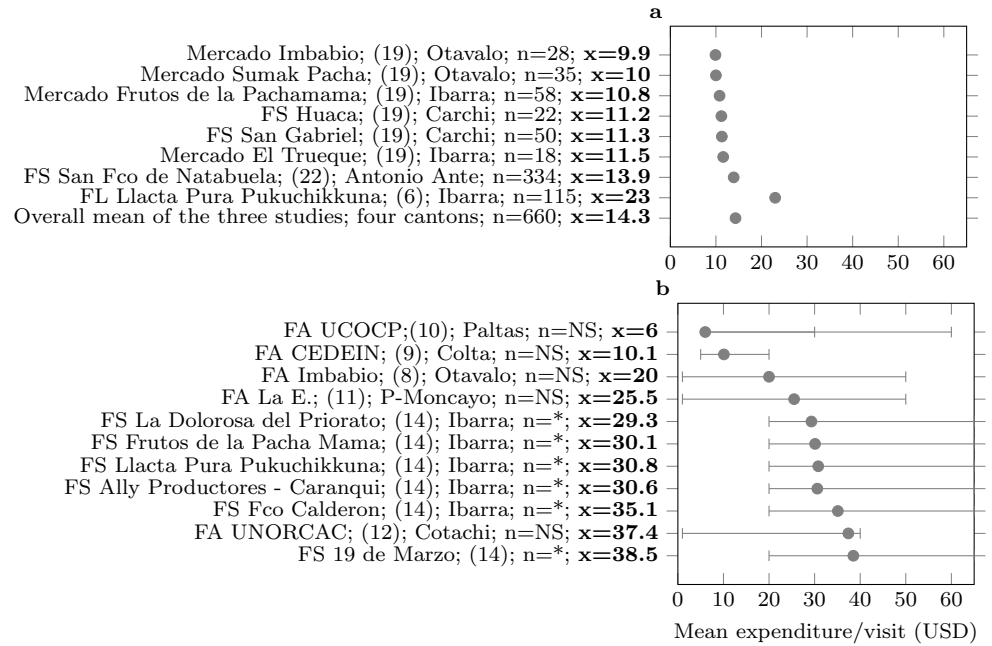 a
Mercado Imbabio; (19); Otavalo; n=28; x=9.9
Mercado Sumak Pacha; (19); Otavalo; n=35; x=10
Mercado Frutos de la Pachamama; (19); Ibarra; n=58; x=10.8
FS Huaca; (19); Carchi; n=22; x=11.2
FS San Gabriel; (19); Carchi; n=50; x=11.3
Mercado El Trueque; (19); Ibarra; n=18; x=11.5
FS San Fco de Natabuela; (22); Antonio Ante; n=334; x=13.9
FL Llacta Pura Pukuchikkuna; (6); Ibarra; n=115; x=23
Overall mean of the three studies; four cantons; n=660; x=14.3
0 10 20 30 40 50 60
b
FA UCOCP;(10); Paltas; n=NS; x=6
FA CEDEIN; (9); Colta; n=NS; x=10.1
FA Imbabio; (8); Otavalo; n=NS; x=20
FA La E.; (11); P-Moncayo; n=NS; x=25.5
FS La Dolorosa del Priorato; (14); Ibarra; n=*; x=29.3
FS Frutos de la Pacha Mama; (14); Ibarra; n=*; x=30.1
FS Llacta Pura Pukuchikkuna; (14); Ibarra; n=*; x=30.8
FS Ally Productores - Caranqui; (14); Ibarra; n=*; x=30.6
FS Fco Calderon; (14); Ibarra; n=*; x=35.1
FA UNORCAC; (12); Cotachi; n=NS; x=37.4
FS 19 de Marzo; (14); n=*; x=38.5
0 10 20 30 40 50 60
Mean expenditure/visit (USD)